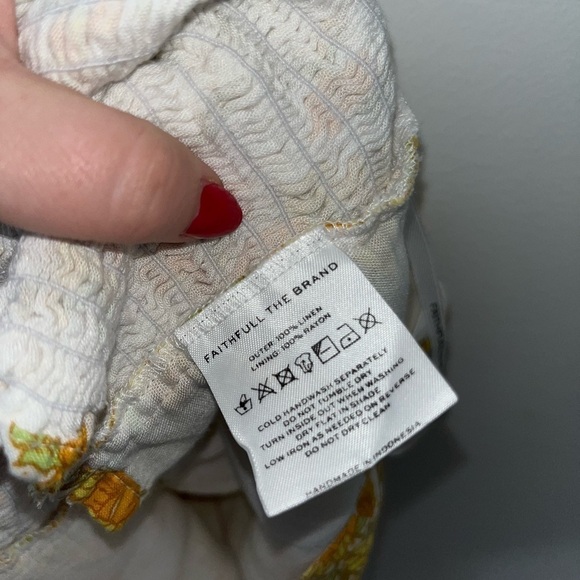 FAITHFULL THE BRAND
OUTER: 100% LINEN
LINING: 100% RAYON
COLD HANDWASH SEPARATELY
DO NOT TUMBLE DRY
TURN INSIDE OUT WHEN WASHING
DRY FLAT IN SHADE
LOW IRON AS NEEDED ON REVERSE
DO NOT DRY CLEAN
HANDMADE IN INDONESIA